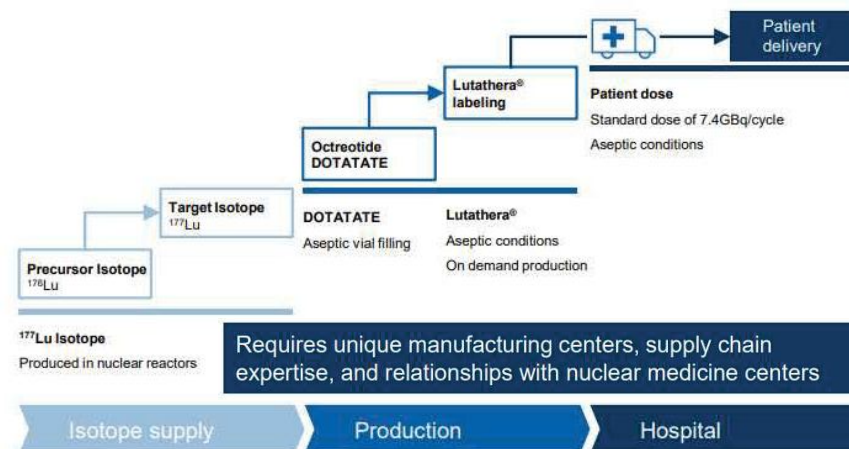 Patient
delivery
Lutathera®
labeling
Patient dose
Standard dose of 7.4GBq/cycle
Aseptic conditions
Octreotide
DOTATATE
Target Isotope
¹⁷⁷Lu
DOTATATE
Aseptic vial filling
Lutathera®
Aseptic conditions
On demand production
Precursor Isotope
¹⁷⁶Lu
¹⁷⁷Lu Isotope
Produced in nuclear reactors
Requires unique manufacturing centers, supply chain
expertise, and relationships with nuclear medicine centers
Isotope supply
Production
Hospital